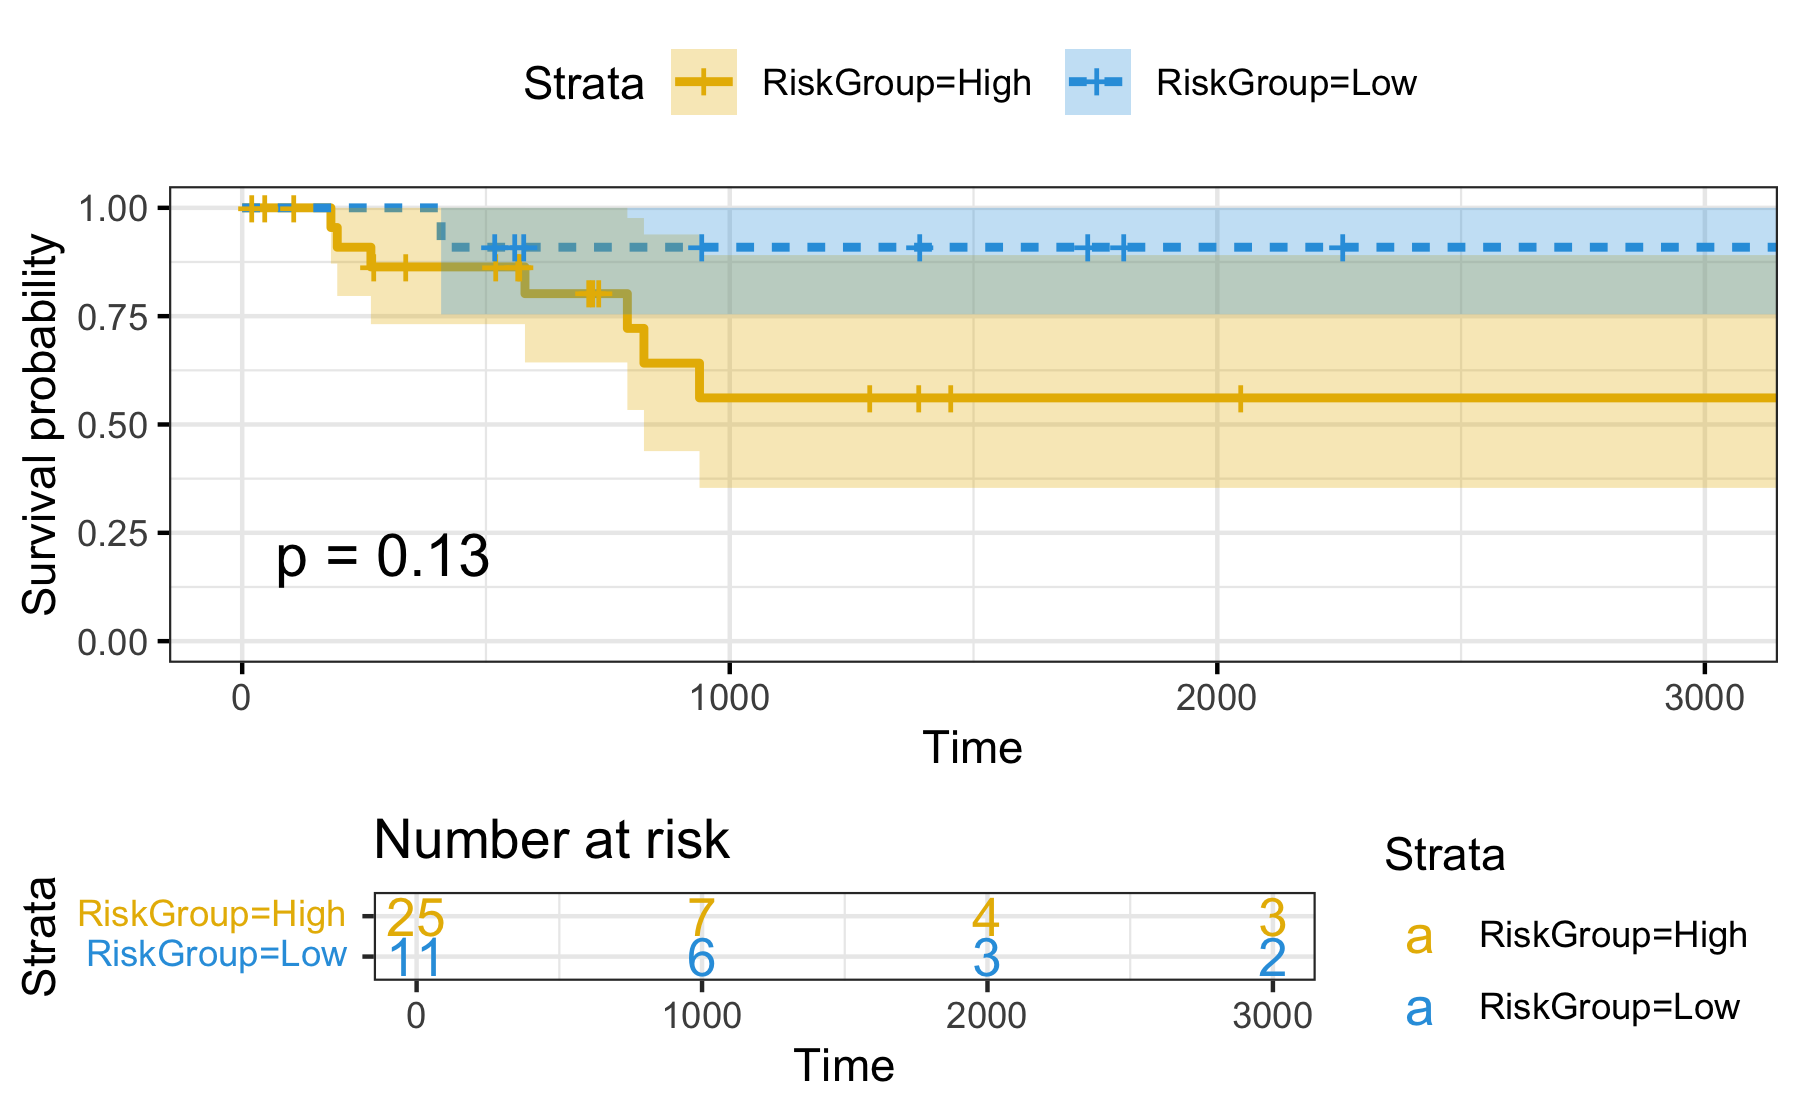 Strata RiskGroup=High RiskGroup=Low
Survival probability
1.00
0.75
0.50
0.25
0.00
p = 0.13
0 1000 2000 3000
Time
Number at risk
Strata
RiskGroup=High 25 7 4 3
RiskGroup=Low 11 6 3 2
0 1000 2000 3000
Time
Strata
a RiskGroup=High
a RiskGroup=Low